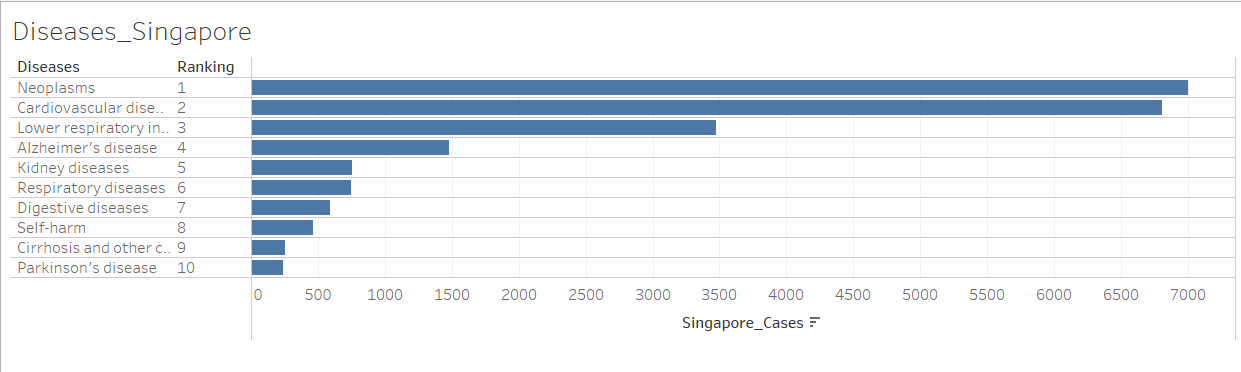 Diseases_Singapore
Diseases Ranking
Neoplasms 1
Cardiovascular dise.. 2
Lower respiratory in.. 3
Alzheimer's disease 4
Kidney diseases 5
Respiratory diseases 6
Digestive diseases 7
Self-harm 8
Cirrhosis and other c.. 9
Parkinson's disease 10
0 500 1000 1500 2000 2500 3000 3500 4000 4500 5000 5500 6000 6500 7000
Singapore_Cases